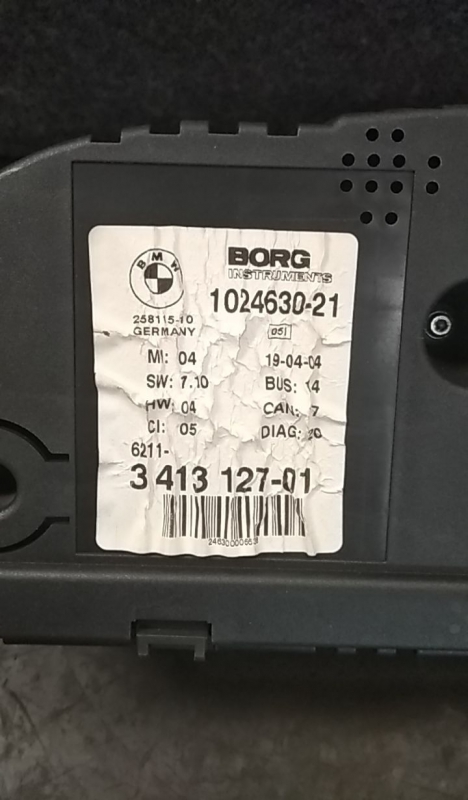 BMW
BORG
INSTRUMENTS
1024630-21
258115-10
GERMANY
051
MI: 04
19-04-04
SW: 7.10
BUS: 14
HW: 04
CAN: 7
CI: 05
DIAG: 20
6211-
3 413 127-01